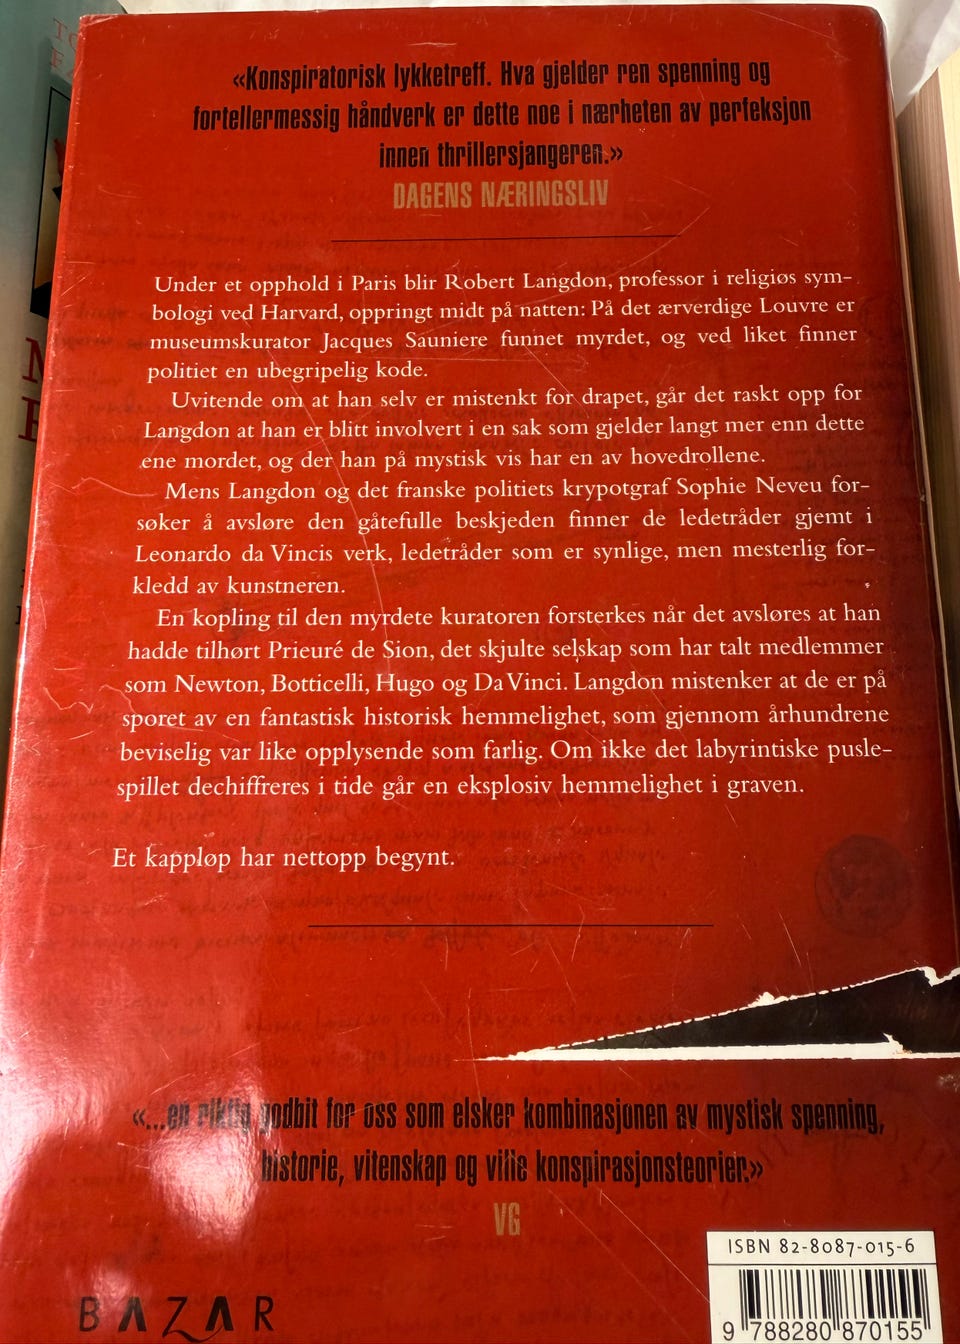 «Konspiratorisk lykketreff. Hva gjelder ren spenning og
fortellermessig håndverk er dette noe i nærheten av perfeksjon
innen thrillersjangeren.»
DAGENS NÆRINGSLIV
Under et opphold i Paris blir Robert Langdon, professor i religiøs sym-
bologi ved Harvard, oppringt midt på natten: På det ærverdige Louvre er
museumskurator Jacques Sauniere funnet myrdet, og ved liket finner
politiet en ubegripelig kode.
Uvitende om at han selv er mistenkt for drapet, går det raskt opp for
Langdon at han er blitt involvert i en sak som gjelder langt mer enn dette
ene mordet, og der han på mystisk vis har en av hovedrollene.
Mens Langdon og det franske politiets krypotgraf Sophie Neveu for-
søker å avsløre den gåtefulle beskjeden finner de ledetråder gjemt i
Leonardo da Vincis verk, ledetråder som er synlige, men mesterlig for-
kledd av kunstneren.
En kopling til den myrdete kuratoren forsterkes når det avsløres at han
hadde tilhørt Prieuré de Sion, det skjulte selskap som har talt medlemmer
som Newton, Botticelli, Hugo og Da Vinci. Langdon mistenker at de er på
sporet av en fantastisk historisk hemmelighet, som gjennom århundrene
beviselig var like opplysende som farlig. Om ikke det labyrintiske pusle-
spillet dechiffreres i tide går en eksplosiv hemmelighet i graven.
Et kappløp har nettopp begynt.
«...en riktig godbit for oss som elsker kombinasjonen av mystisk spenning,
historie, vitenskap og ville konspirasjonsteorier.»
VG
BAZAR
ISBN 82-8087-015-6
9 788280 870155